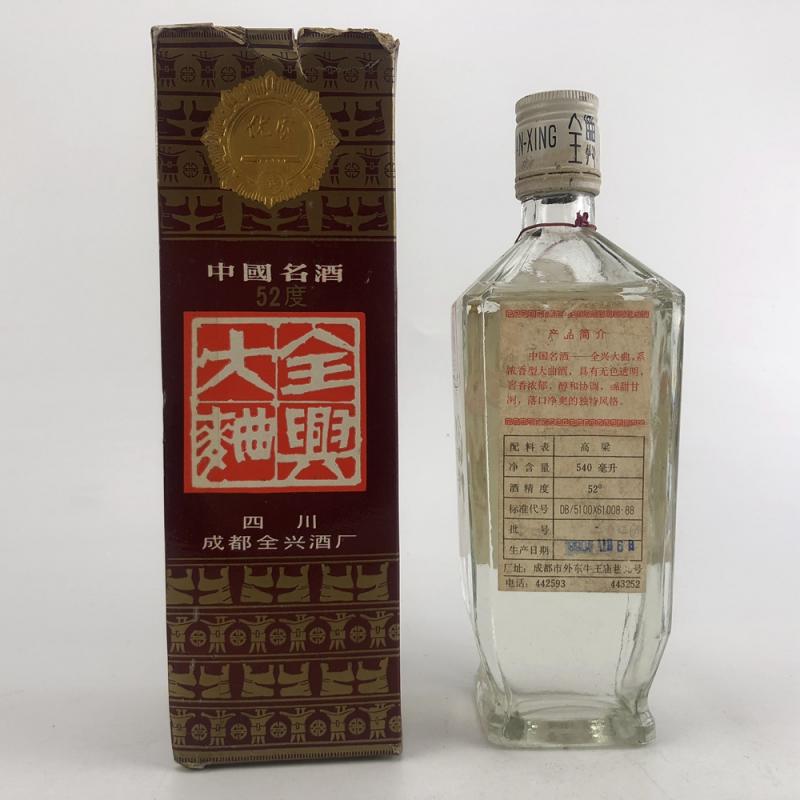 优质
中國名酒
52度
全興
大麯
四川
成都全兴酒厂
AN-XING 全
产品简介
中国名酒——全兴大曲,系
浓香型大曲酒,具有无色透明,
窖香浓郁,醇和协调,绵甜甘
冽,落口净爽的独特风格。
配料表 高粱
净含量 540 毫升
酒精度 52°
标准代号 DB/5100X61008-88
批号
生产日期
厂址:成都市外东牛王庙巷 号
电话:442593 443252